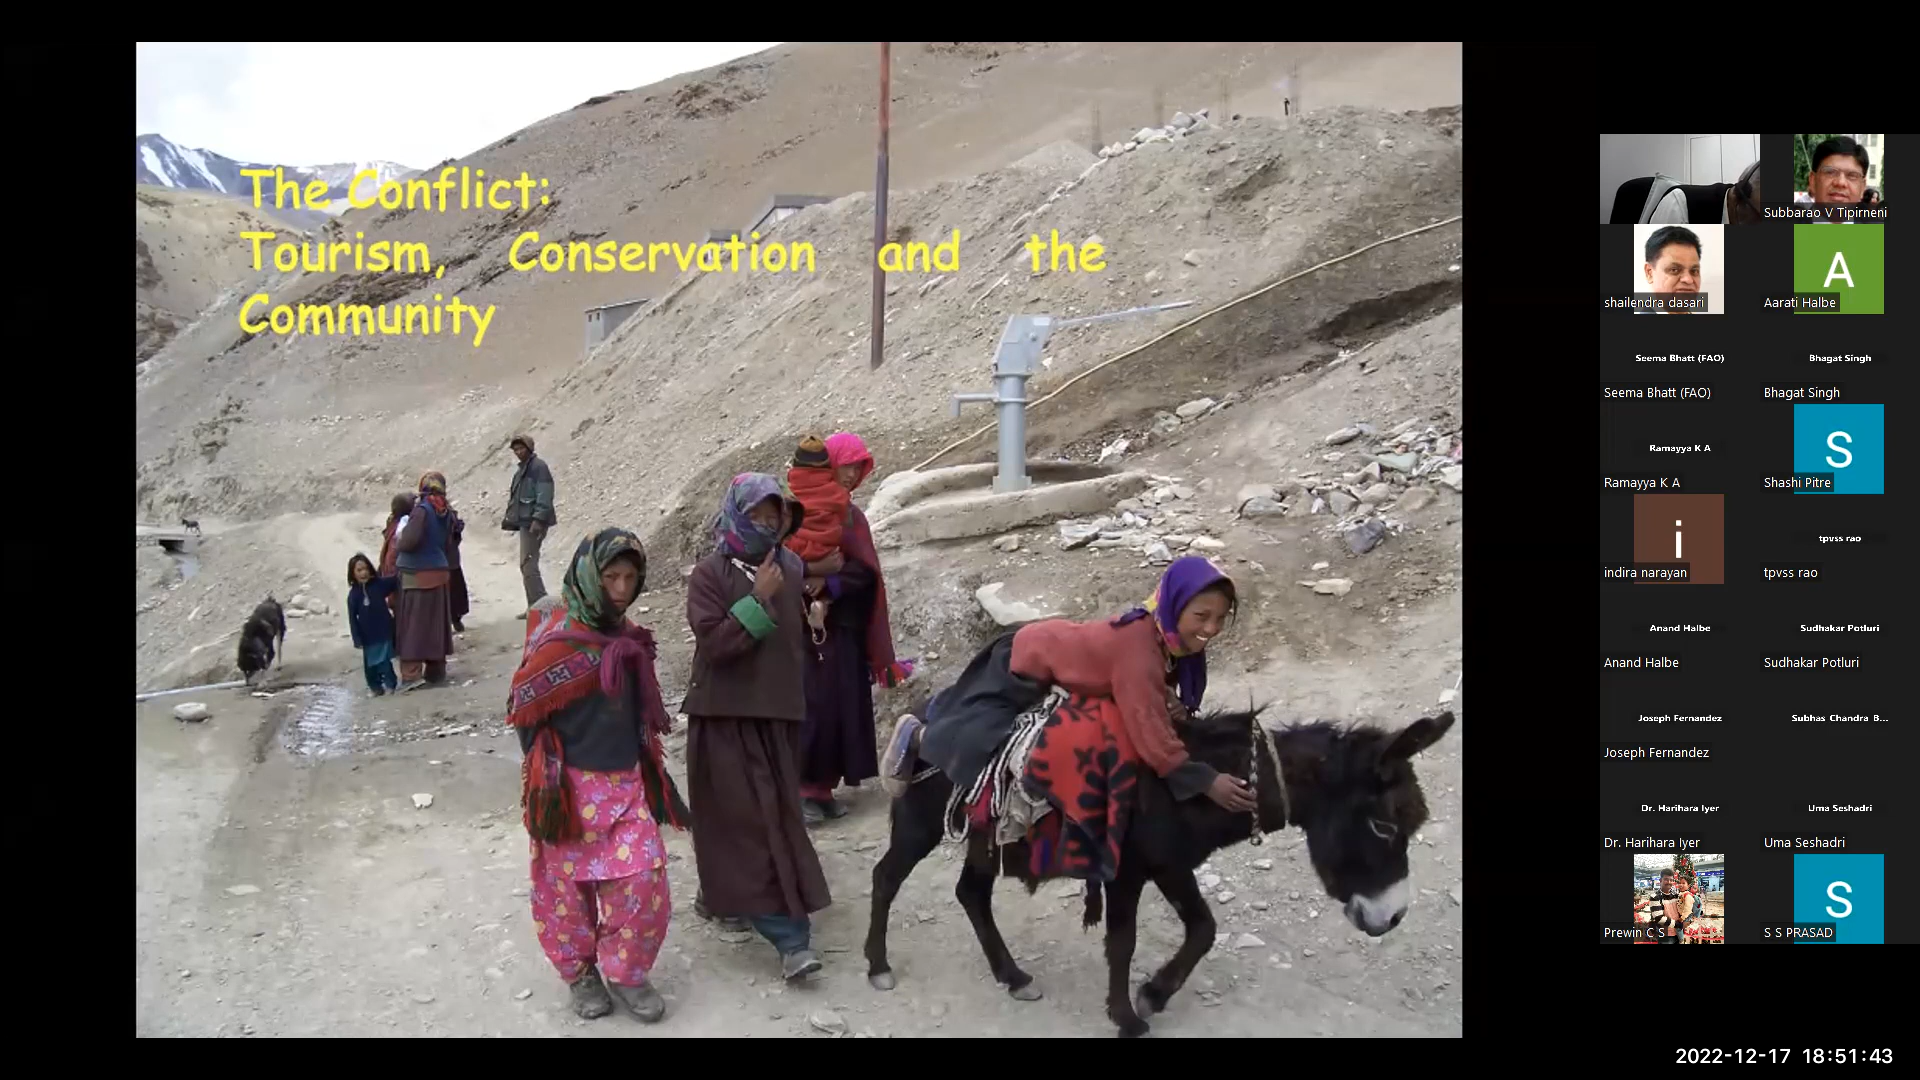 The Conflict:
Tourism, Conservation and the
Community
Subbarao V Tipirneni
shailendra dasari
A
Aarati Halbe
Seema Bhatt (FAO)
Seema Bhatt (FAO)
Bhagat Singh
Bhagat Singh
Ramayya K A
Ramayya K A
S
Shashi Pitre
i
indira narayan
tpvss rao
tpvss rao
Anand Halbe
Anand Halbe
Sudhakar Potluri
Sudhakar Potluri
Joseph Fernandez
Joseph Fernandez
Subhas Chandra B...
Dr. Harihara Iyer
Dr. Harihara Iyer
Uma Seshadri
Uma Seshadri
Prewin C S
S
S S PRASAD
2022-12-17 18:51:43